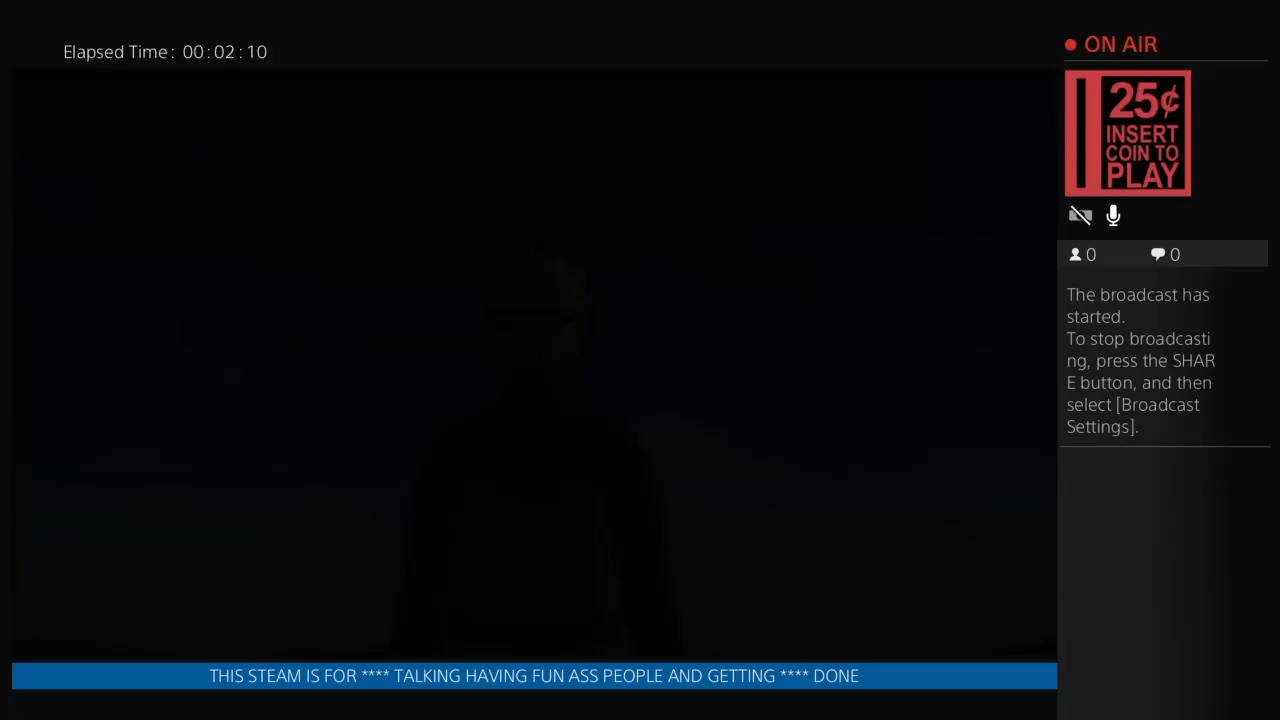 Elapsed Time: 00:02:10
ON AIR
25¢
INSERT
COIN TO
PLAY
0 0
The broadcast has
started.
To stop broadcasti
ng, press the SHAR
E button, and then
select [Broadcast
Settings].
THIS STEAM IS FOR **** TALKING HAVING FUN ASS PEOPLE AND GETTING **** DONE